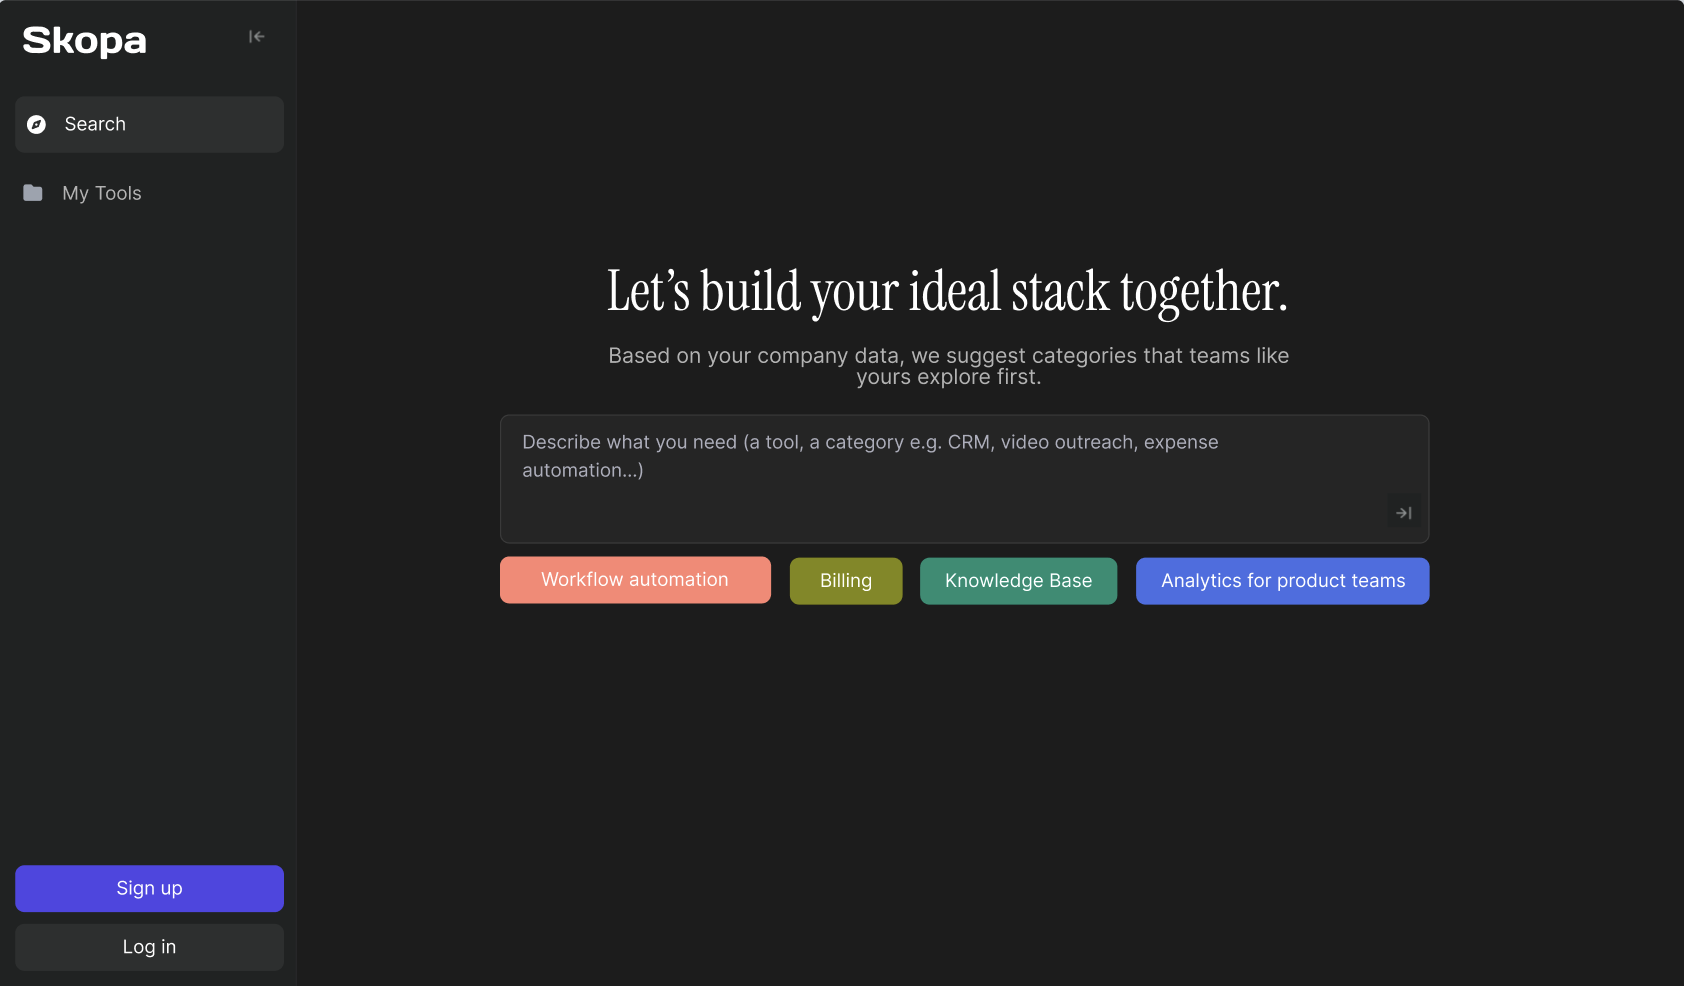 Skopa
Search
My Tools
Let’s build your ideal stack together.
Based on your company data, we suggest categories that teams like
yours explore first.
Describe what you need (a tool, a category e.g. CRM, video outreach, expense
automation...)
Workflow automation
Billing
Knowledge Base
Analytics for product teams
Sign up
Log in